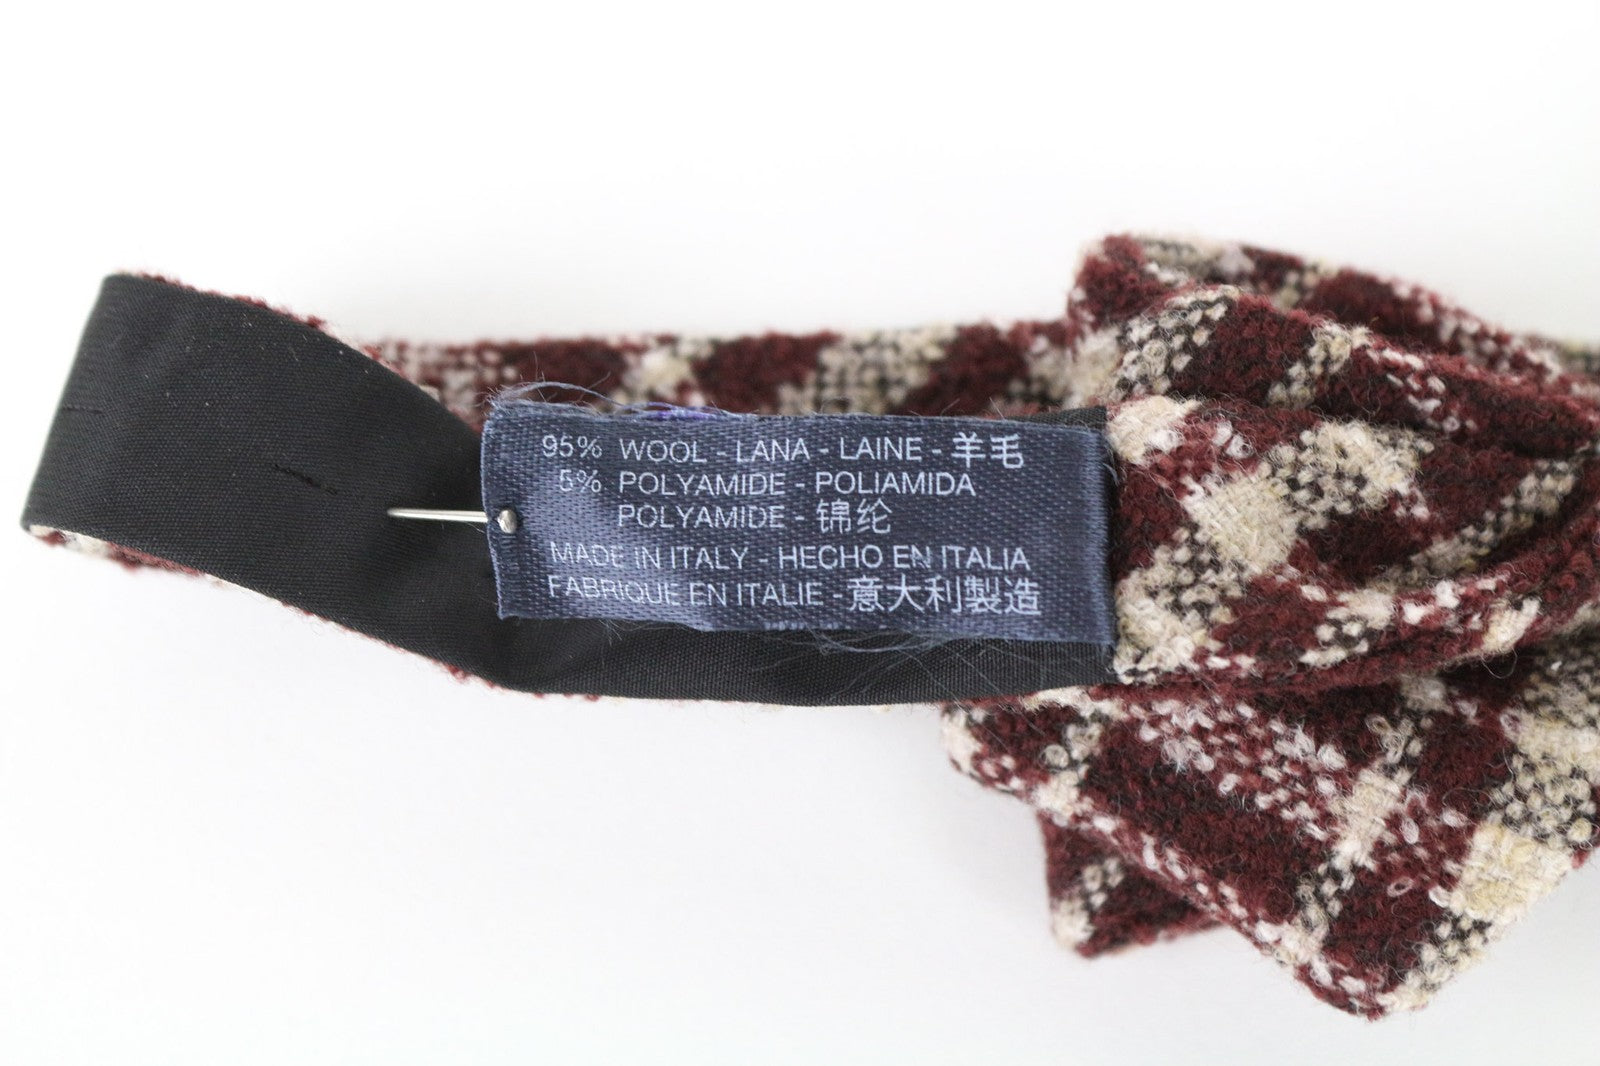 95% WOOL - LANA - LAINE - 羊毛
5% POLYAMIDE - POLIAMIDA
POLYAMIDE - 锦纶
MADE IN ITALY - HECHO EN ITALIA
FABRIQUE EN ITALIE - 意大利製造